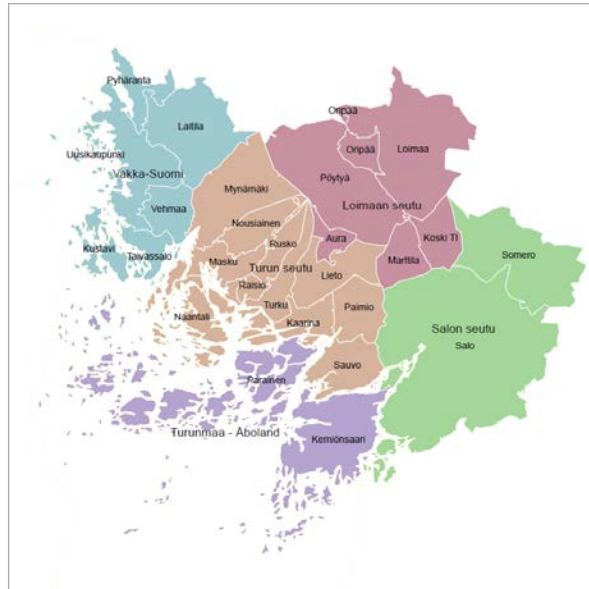 Pyhäranta
Laitila
Uusikaupunki
Vakka-Suomi
Vehmaa
Kustavi
Taivassalo
Oripää
Oripää
Loimaa
Pöytyä
Loimaan seutu
Aura
Marttila
Koski Tl
Mynämäki
Nousiainen
Rusko
Masku
Turun seutu
Lieto
Raisio
Turku
Naantali
Kaarina
Paimio
Sauvo
Somero
Salon seutu
Salo
Parainen
Turunmaa - Åboland
Kemiönsaari